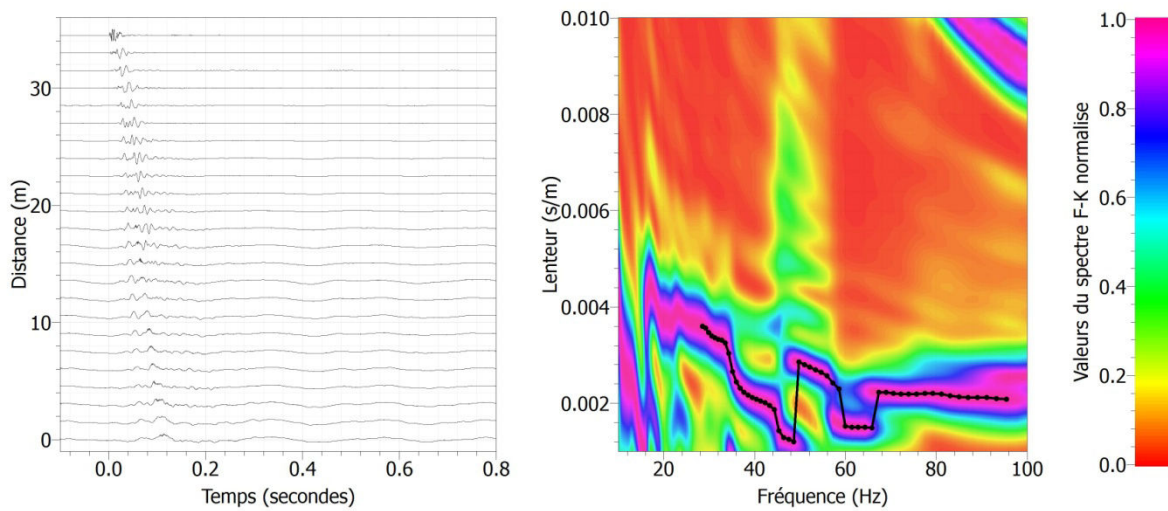 Distance (m)
30
20
10
0
0.0 0.2 0.4 0.6 0.8
Temps (secondes)
Lenteur (s/m)
0.010
0.008
0.006
0.004
0.002
20 40 60 80 100
Fréquence (Hz)
Valeurs du spectre F-K normalise
1.0
0.8
0.6
0.4
0.2
0.0